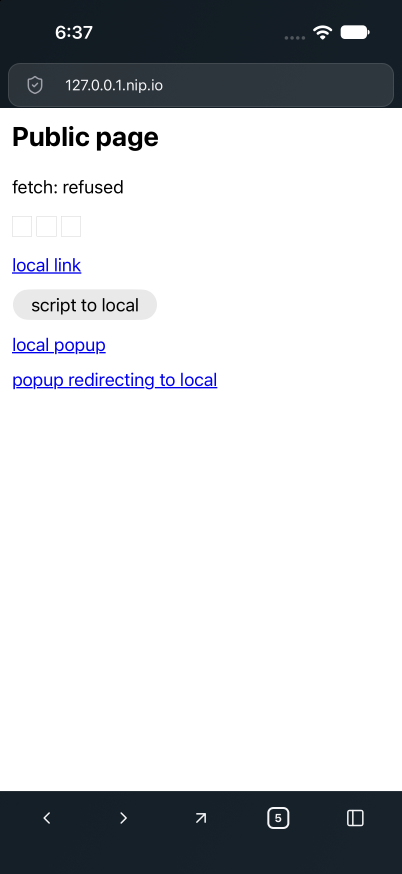 6:37
127.0.0.1.nip.io
Public page
fetch: refused
local link
script to local
local popup
popup redirecting to local
5